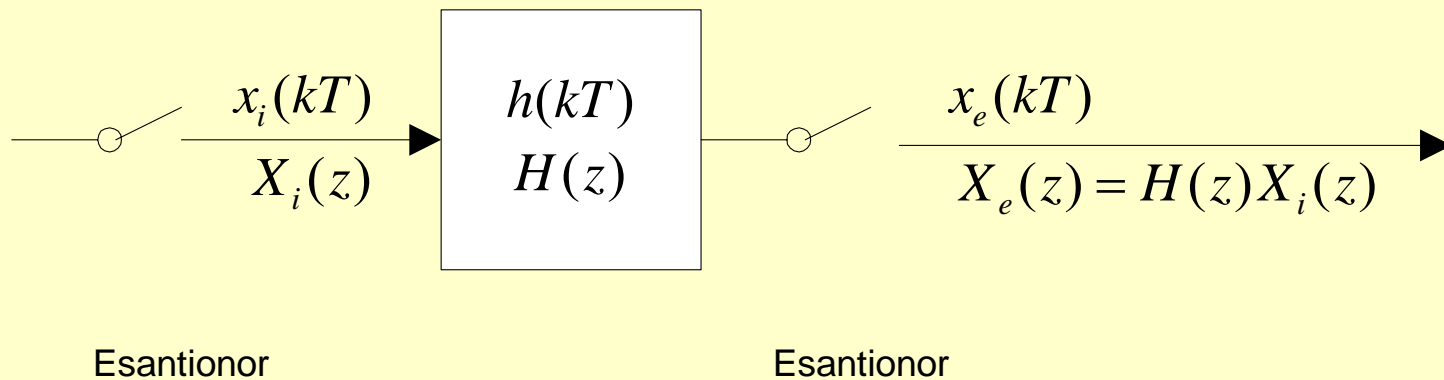 x_i(kT)
X_i(z)
h(kT)
H(z)
x_e(kT)
X_e(z) = H(z)X_i(z)
Esantionor
Esantionor